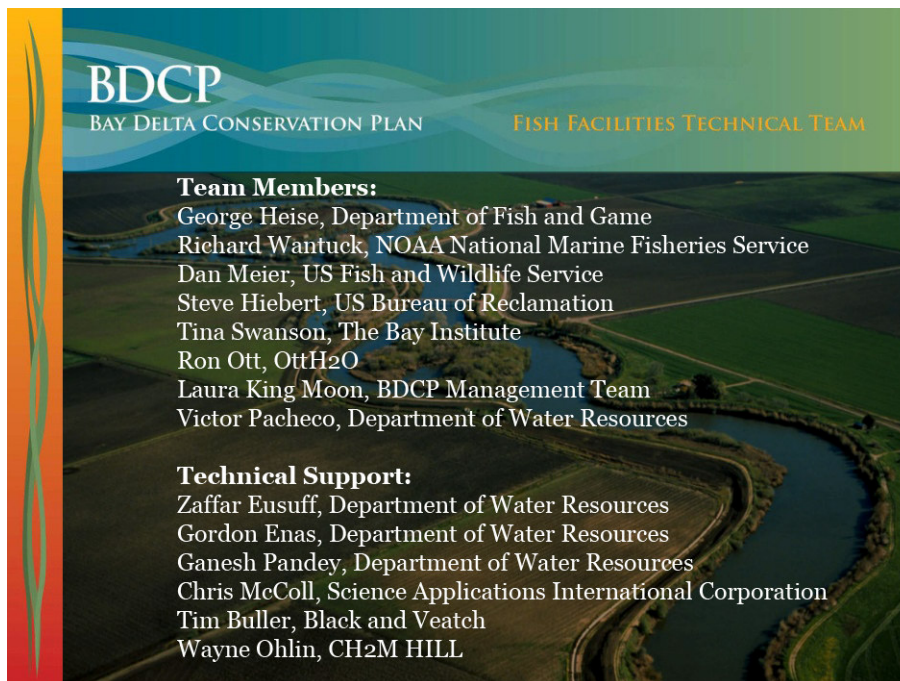 BDCP
BAY DELTA CONSERVATION PLAN
FISH FACILITIES TECHNICAL TEAM
Team Members:
George Heise, Department of Fish and Game
Richard Wantuck, NOAA National Marine Fisheries Service
Dan Meier, US Fish and Wildlife Service
Steve Hiebert, US Bureau of Reclamation
Tina Swanson, The Bay Institute
Ron Ott, OttH2O
Laura King Moon, BDCP Management Team
Victor Pacheco, Department of Water Resources
Technical Support:
Zaffar Eusuff, Department of Water Resources
Gordon Enas, Department of Water Resources
Ganesh Pandey, Department of Water Resources
Chris McColl, Science Applications International Corporation
Tim Buller, Black and Veatch
Wayne Ohlin, CH2M HILL